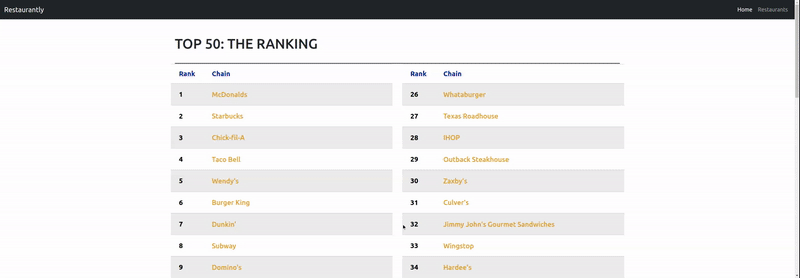 Restaurantly
Home Restaurants
TOP 50: THE RANKING
Rank Chain
1 McDonalds
2 Starbucks
3 Chick-fil-A
4 Taco Bell
5 Wendy's
6 Burger King
7 Dunkin'
8 Subway
9 Domino's
Rank Chain
26 Whataburger
27 Texas Roadhouse
28 IHOP
29 Outback Steakhouse
30 Zaxby's
31 Culver's
32 Jimmy John's Gourmet Sandwiches
33 Wingstop
34 Hardee's